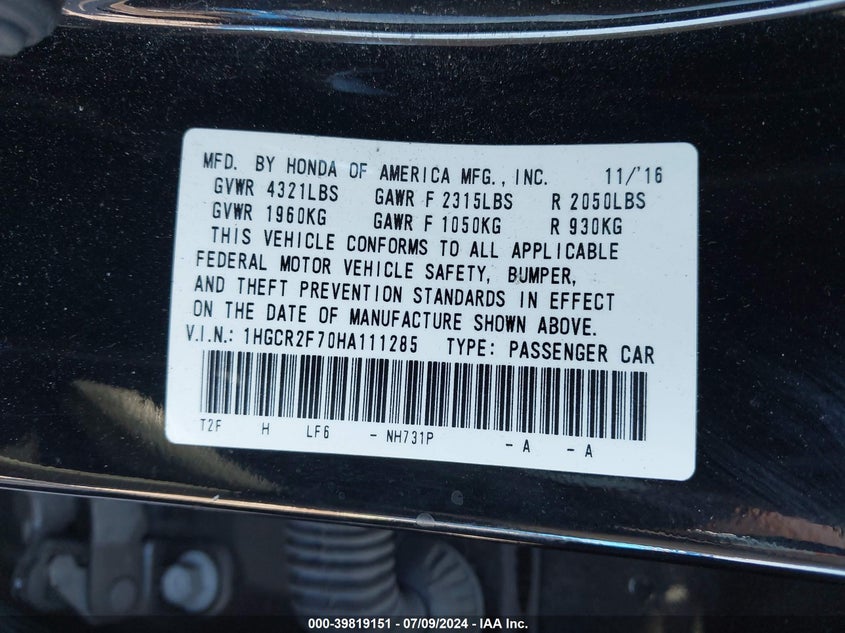 MFD. BY HONDA OF AMERICA MFG., INC. 11/'16
GVWR 4321LBS GAWR F 2315LBS R 2050LBS
GVWR 1960KG GAWR F 1050KG R 930KG
THIS VEHICLE CONFORMS TO ALL APPLICABLE
FEDERAL MOTOR VEHICLE SAFETY, BUMPER,
AND THEFT PREVENTION STANDARDS IN EFFECT
ON THE DATE OF MANUFACTURE SHOWN ABOVE.
V.I.N.: 1HGCR2F70HA111285 TYPE: PASSENGER CAR
T2F H LF6 - NH731P - A - A
000-39819151 - 07/09/2024 - IAA Inc.